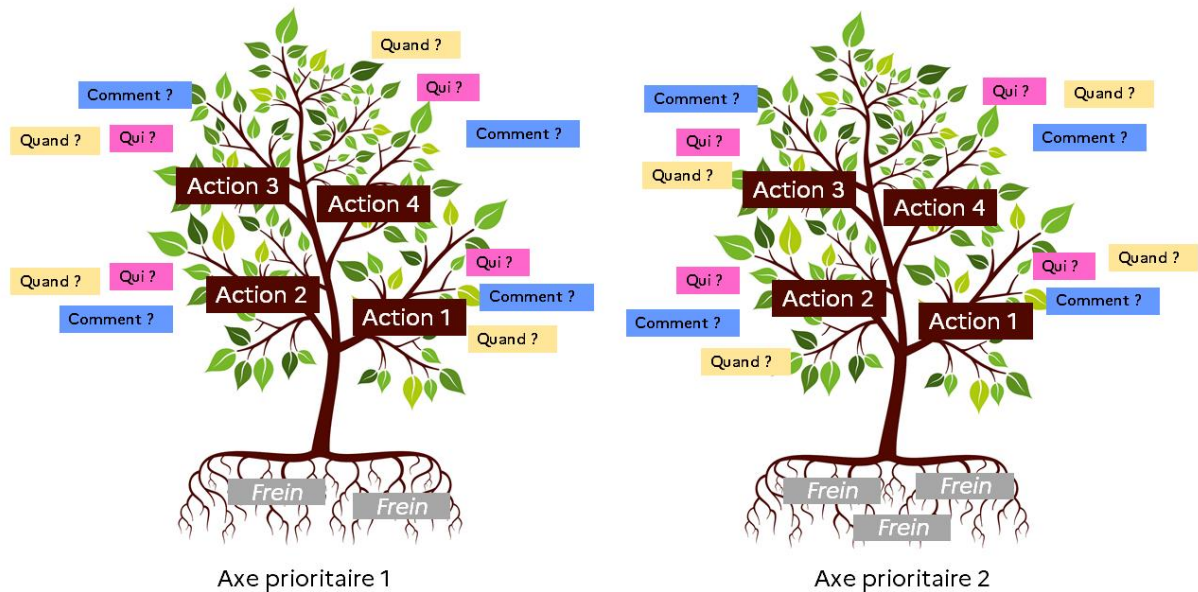 Quand ?
Qui ?
Comment ?
Comment ?
Quand ?
Qui ?
Action 3
Action 4
Quand ?
Qui ?
Comment ?
Action 2
Qui ?
Comment ?
Action 1
Quand ?
Frein
Frein
Axe prioritaire 1
Comment ?
Qui ?
Quand ?
Qui ?
Quand ?
Comment ?
Action 3
Action 4
Qui ?
Comment ?
Quand ?
Action 2
Qui ?
Quand ?
Comment ?
Action 1
Frein
Frein
Frein
Axe prioritaire 2